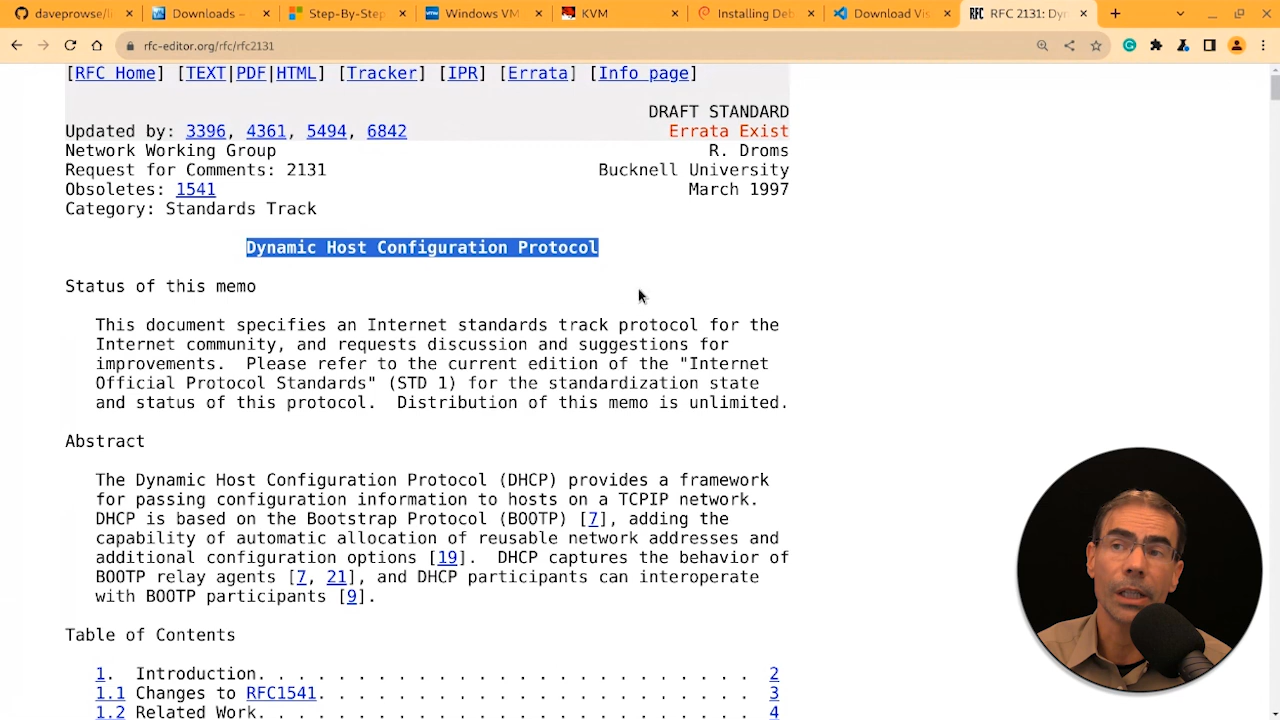 daveprowse/li
Downloads –
Step-By-Step
Windows VM
KVM
Installing Deb
Download Vis
RFC 2131: Dyn
rfc-editor.org/rfc/rfc2131
[RFC Home] [TEXT|PDF|HTML] [Tracker] [IPR] [Errata] [Info page]
DRAFT STANDARD
Updated by: 3396, 4361, 5494, 6842 Errata Exist
Network Working Group R. Droms
Request for Comments: 2131 Bucknell University
Obsoletes: 1541 March 1997
Category: Standards Track
Dynamic Host Configuration Protocol
Status of this memo
This document specifies an Internet standards track protocol for the
Internet community, and requests discussion and suggestions for
improvements. Please refer to the current edition of the "Internet
Official Protocol Standards" (STD 1) for the standardization state
and status of this protocol. Distribution of this memo is unlimited.
Abstract
The Dynamic Host Configuration Protocol (DHCP) provides a framework
for passing configuration information to hosts on a TCPIP network.
DHCP is based on the Bootstrap Protocol (BOOTP) [7], adding the
capability of automatic allocation of reusable network addresses and
additional configuration options [19]. DHCP captures the behavior of
BOOTP relay agents [7, 21], and DHCP participants can interoperate
with BOOTP participants [9].
Table of Contents
1. Introduction. . . . . . . . . . . . . . . . . . . . . . . . . 2
1.1 Changes to RFC1541. . . . . . . . . . . . . . . . . . . . . . 3
1.2 Related Work. . . . . . . . . . . . . . . . . . . . . . . . . 4